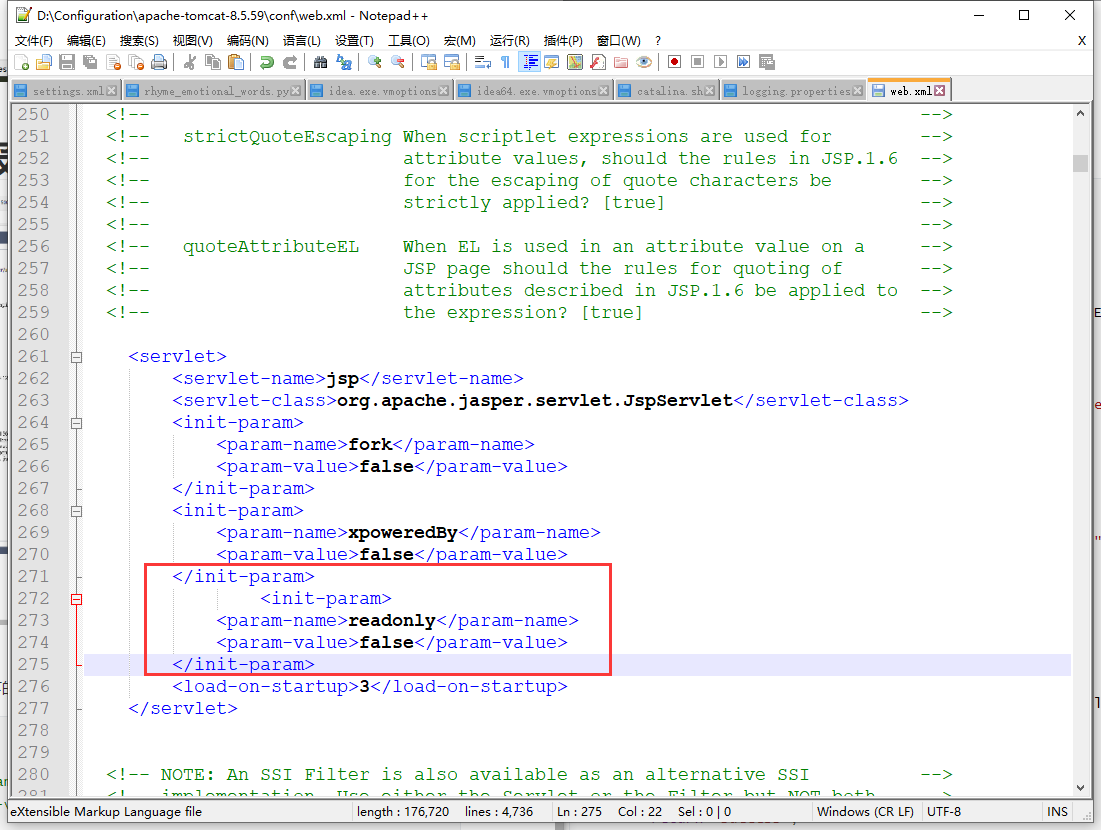 D:\Configuration\apache-tomcat-8.5.59\conf\web.xml - Notepad++
文件(F) 编辑(E) 搜索(S) 视图(V) 编码(N) 语言(L) 设置(T) 工具(O) 宏(M) 运行(R) 插件(P) 窗口(W) ? X
settings.xml rhyme_emotional_words.py idea.exe.vmoptions idea64.exe.vmoptions catalina.sh logging.properties web.xml
250 <!-- -->
251 <!-- strictQuoteEscaping When scriptlet expressions are used for -->
252 <!-- attribute values, should the rules in JSP.1.6 -->
253 <!-- for the escaping of quote characters be -->
254 <!-- strictly applied? [true] -->
255 <!-- -->
256 <!-- quoteAttributeEL When EL is used in an attribute value on a -->
257 <!-- JSP page should the rules for quoting of -->
258 <!-- attributes described in JSP.1.6 be applied to -->
259 <!-- the expression? [true] -->
260
261 <servlet>
262 <servlet-name>jsp</servlet-name>
263 <servlet-class>org.apache.jasper.servlet.JspServlet</servlet-class>
264 <init-param>
265 <param-name>fork</param-name>
266 <param-value>false</param-value>
267 </init-param>
268 <init-param>
269 <param-name>xpoweredBy</param-name>
270 <param-value>false</param-value>
271 </init-param>
272 <init-param>
273 <param-name>readonly</param-name>
274 <param-value>false</param-value>
275 </init-param>
276 <load-on-startup>3</load-on-startup>
277 </servlet>
278
279
280 <!-- NOTE: An SSI Filter is also available as an alternative SSI -->
281 <!-- implementation. Use either the Servlet or the Filter but NOT both -->
eXtensible Markup Language file length : 176,720 lines : 4,736 Ln : 275 Col : 22 Sel : 0 | 0 Windows (CR LF) UTF-8 INS